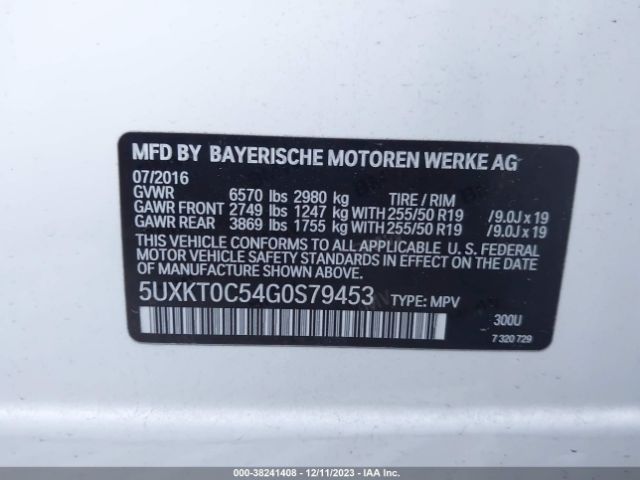 MFD BY BAYERISCHE MOTOREN WERKE AG
07/2016
GVWR 6570 lbs 2980 kg TIRE / RIM
GAWR FRONT 2749 lbs 1247 kg WITH 255/50 R19 /9.0J x 19
GAWR REAR 3869 lbs 1755 kg WITH 255/50 R19 /9.0J x 19
THIS VEHICLE CONFORMS TO ALL APPLICABLE U. S. FEDERAL
MOTOR VEHICLE SAFETY STANDARDS IN EFFECT ON THE DATE OF
MANUFACTURE SHOWN ABOVE.
5UXKT0C54G0S79453 TYPE: MPV
300U
7 320 729
000-38241408 - 12/11/2023 - IAA Inc.